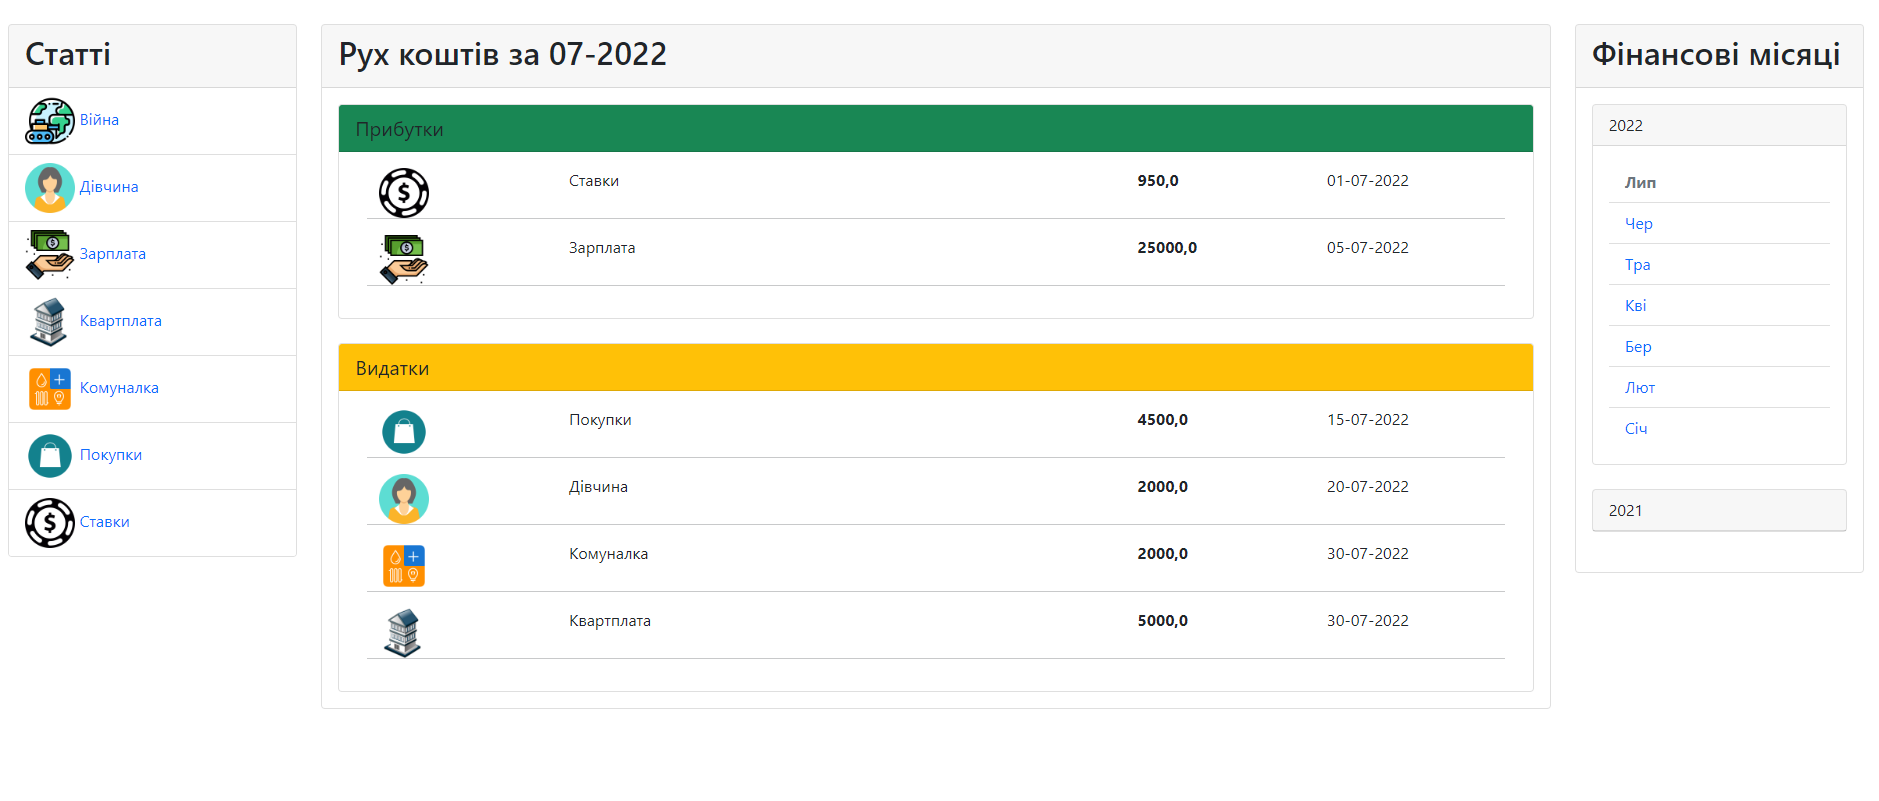 Статті
Війна
Дівчина
Зарплата
Квартплата
Комуналка
Покупки
Ставки
Рух коштів за 07-2022
Прибутки
Ставки 950,0 01-07-2022
Зарплата 25000,0 05-07-2022
Видатки
Покупки 4500,0 15-07-2022
Дівчина 2000,0 20-07-2022
Комуналка 2000,0 30-07-2022
Квартплата 5000,0 30-07-2022
Фінансові місяці
2022
Лип
Чер
Тра
Кві
Бер
Лют
Січ
2021